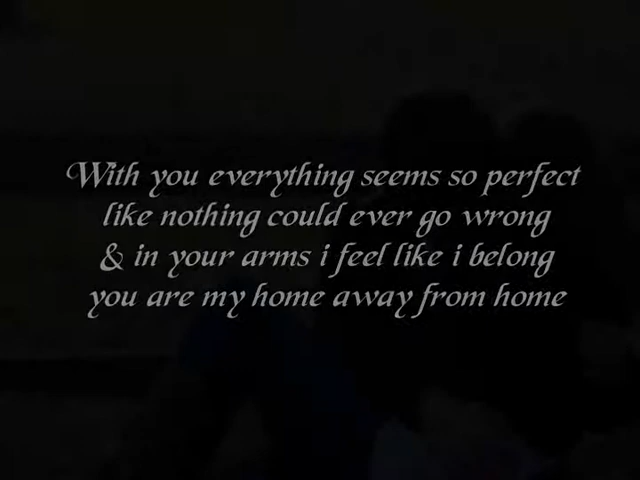 With you everything seems so perfect
like nothing could ever go wrong
& in your arms i feel like i belong
you are my home away from home